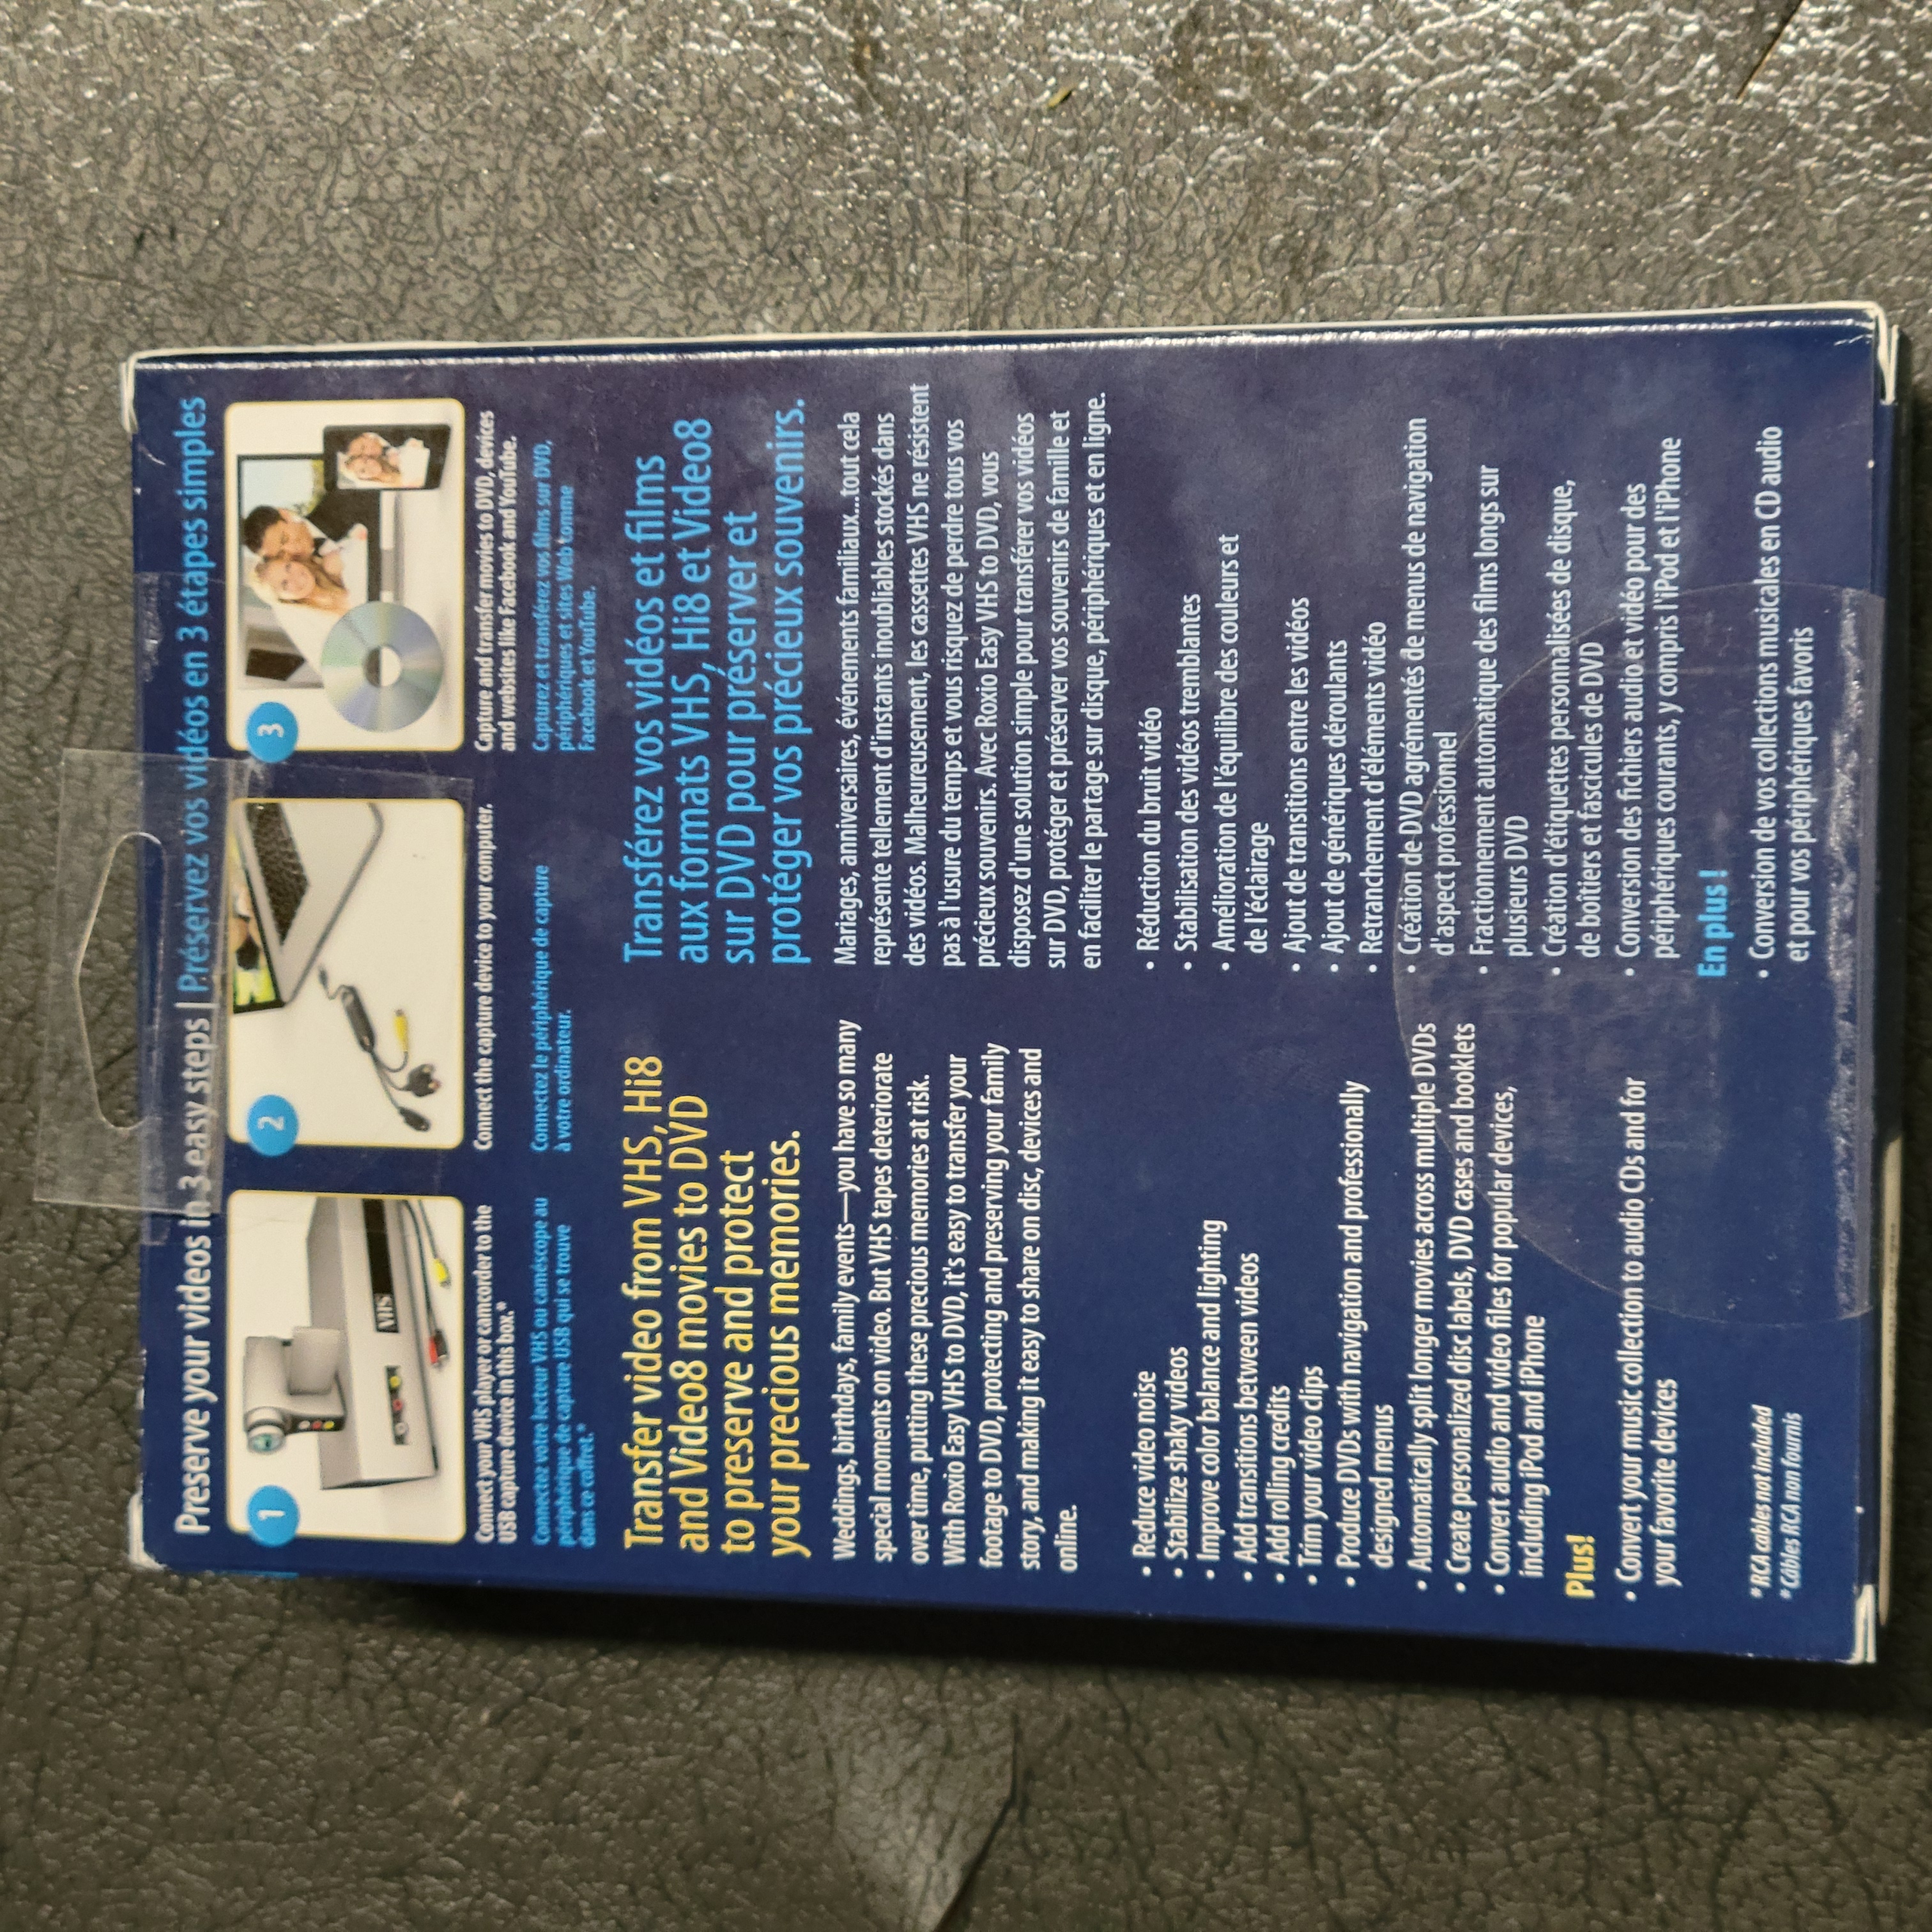 Preserve your videos in 3 easy steps | Préservez vos vidéos en 3 étapes simples
1
Connect your VHS player or camcorder to the
USB capture device in this box.*
Connectez votre lecteur VHS ou caméscope au
périphérique de capture USB qui se trouve
dans ce coffret.*
VHS
2
Connect the capture device to your computer.
Connectez le périphérique de capture
à votre ordinateur.
3
Capture and transfer movies to DVD, devices
and websites like Facebook and YouTube.
Capturez et transférez vos films sur DVD,
périphériques et sites Web comme
Facebook et YouTube.
Transfer video from VHS, Hi8
and Video8 movies to DVD
to preserve and protect
your precious memories.
Weddings, birthdays, family events—you have so many
special moments on video. But VHS tapes deteriorate
over time, putting these precious memories at risk.
With Roxio Easy VHS to DVD, it's easy to transfer your
footage to DVD, protecting and preserving your family
story, and making it easy to share on disc, devices and
online.
• Reduce video noise
• Stabilize shaky videos
• Improve color balance and lighting
• Add transitions between videos
• Add rolling credits
• Trim your video clips
• Produce DVDs with navigation and professionally
designed menus
• Automatically split longer movies across multiple DVDs
• Create personalized disc labels, DVD cases and booklets
• Convert audio and video files for popular devices,
including iPod and iPhone
Plus!
• Convert your music collection to audio CDs and for
your favorite devices
*RCA cables not included
* Câbles RCA non fournis
Transférez vos vidéos et films
aux formats VHS, Hi8 et Video8
sur DVD pour préserver et
protéger vos précieux souvenirs.
Mariages, anniversaires, événements familiaux...tout cela
représente tellement d'instants inoubliables stockés dans
des vidéos. Malheureusement, les cassettes VHS ne résistent
pas à l'usure du temps et vous risquez de perdre tous vos
précieux souvenirs. Avec Roxio Easy VHS to DVD, vous
disposez d'une solution simple pour transférer vos vidéos
sur DVD, protéger et préserver vos souvenirs de famille et
en faciliter le partage sur disque, périphériques et en ligne.
• Réduction du bruit vidéo
• Stabilisation des vidéos tremblantes
• Amélioration de l'équilibre des couleurs et
de l'éclairage
• Ajout de transitions entre les vidéos
• Ajout de génériques déroulants
• Retranchement d'éléments vidéo
• Création de DVD agrémentés de menus de navigation
d'aspect professionnel
• Fractionnement automatique des films longs sur
plusieurs DVD
• Création d'étiquettes personnalisées de disque,
de boîtiers et fascicules de DVD
• Conversion des fichiers audio et vidéo pour des
périphériques courants, y compris l'iPod et l'iPhone
En plus !
• Conversion de vos collections musicales en CD audio
et pour vos périphériques favoris